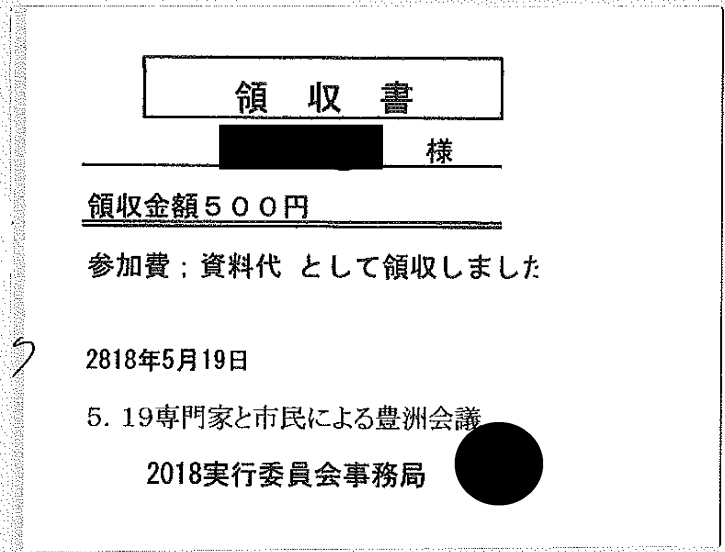 領収書
様
領収金額500円
参加費;資料代 として領収しました
2818年5月19日
5.19専門家と市民による豊洲会議
2018実行委員会事務局